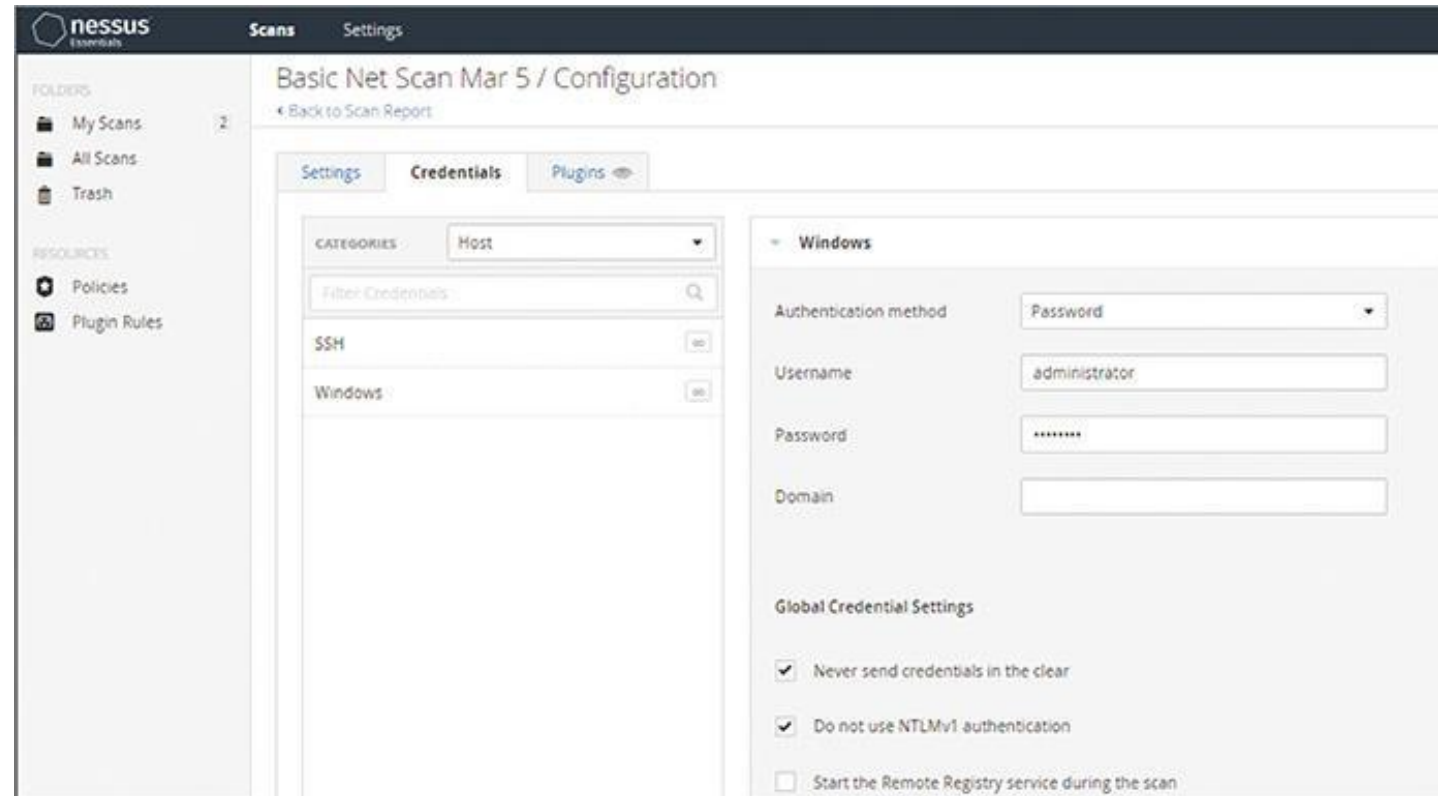 nessus
Essentials
Scans
Settings
FOLDERS
My Scans 2
All Scans
Trash
RESOURCES
Policies
Plugin Rules
Basic Net Scan Mar 5 / Configuration
Back to Scan Report
Settings
Credentials
Plugins
CATEGORIES
Host
Filter Credentials
SSH ∞
Windows ∞
Windows
Authentication method Password
Username administrator
Password ••••••••
Domain
Global Credential Settings
Never send credentials in the clear
Do not use NTLMv1 authentication
Start the Remote Registry service during the scan